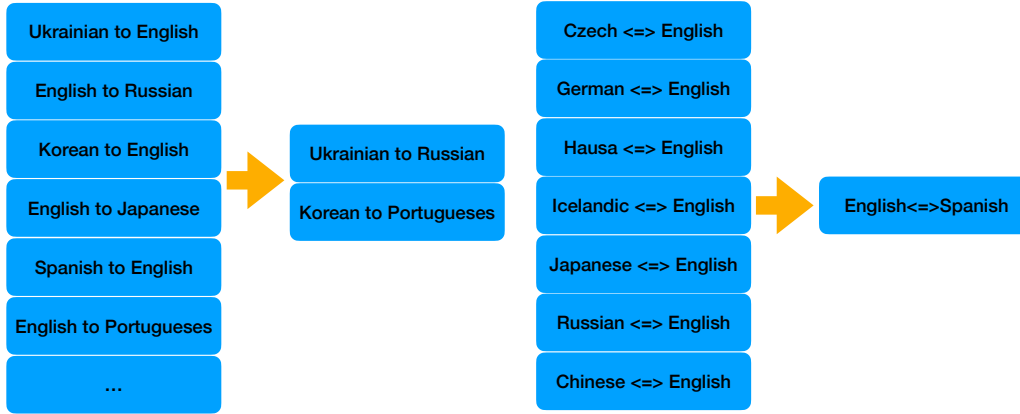 Ukrainian to English
English to Russian
Korean to English
English to Japanese
Spanish to English
English to Portugueses
...
Ukrainian to Russian
Korean to Portugueses
Czech <=> English
German <=> English
Hausa <=> English
Icelandic <=> English
Japanese <=> English
Russian <=> English
Chinese <=> English
English<=>Spanish